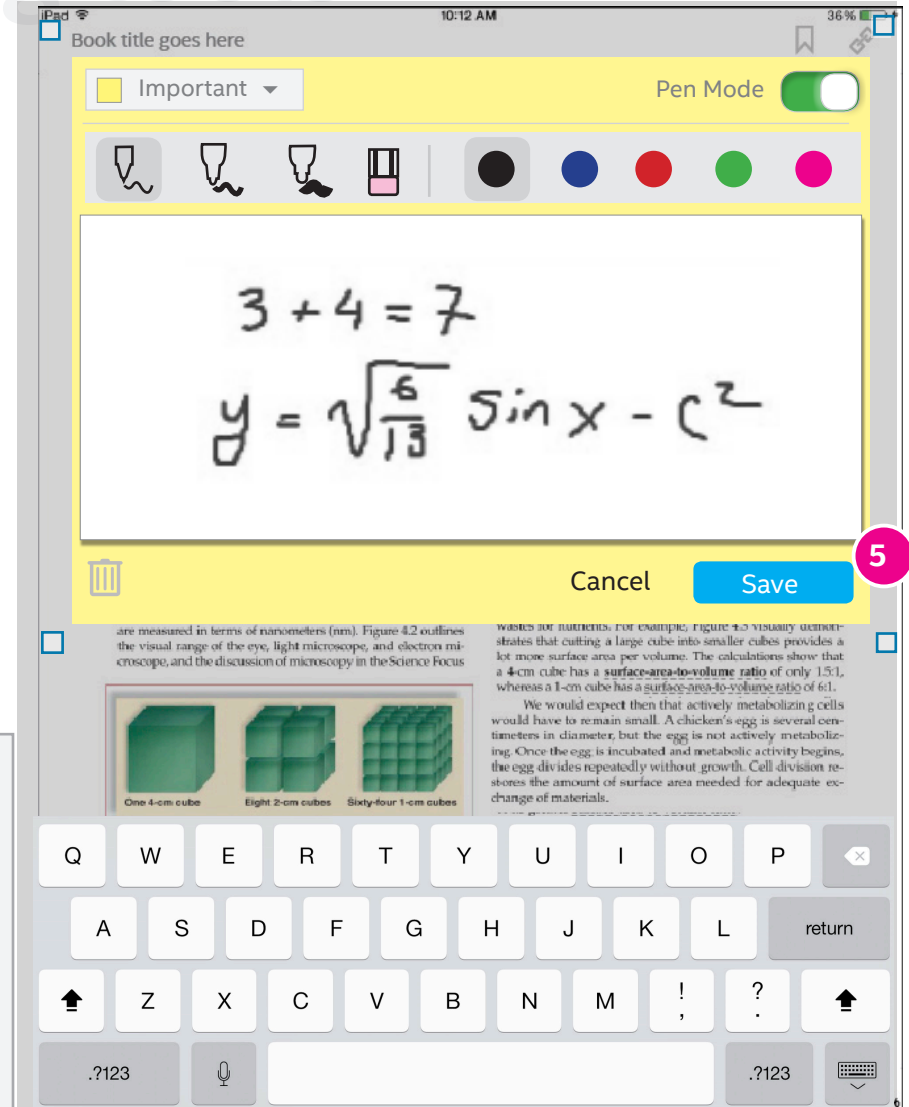 iPad 10:12 AM 36%
Book title goes here
Important Pen Mode
3 + 4 = 7
y = √(6/13) sin x - c²
Cancel Save 5
are measured in terms of nanometers (nm). Figure 4.2 outlines
the visual range of the eye, light microscope, and electron mi-
croscope, and the discussion of microscopy in the Science Focus
One 4-cm cube Eight 2-cm cubes Sixty-four 1-cm cubes
wastes for nutrients. For example, Figure 4.3 visually demon-
strates that cutting a large cube into smaller cubes provides a
lot more surface area per volume. The calculations show that
a 4-cm cube has a surface-area-to-volume ratio of only 1.5:1,
whereas a 1-cm cube has a surface-area-to-volume ratio of 6:1.
We would expect then that actively metabolizing cells
would have to remain small. A chicken's egg is several cen-
timeters in diameter, but the egg is not actively metaboliz-
ing. Once the egg is incubated and metabolic activity begins,
the egg divides repeatedly without growth. Cell division re-
stores the amount of surface area needed for adequate ex-
change of materials.
Q W E R T Y U I O P
A S D F G H J K L return
Z X C V B N M ! , ? .
.?123 .?123